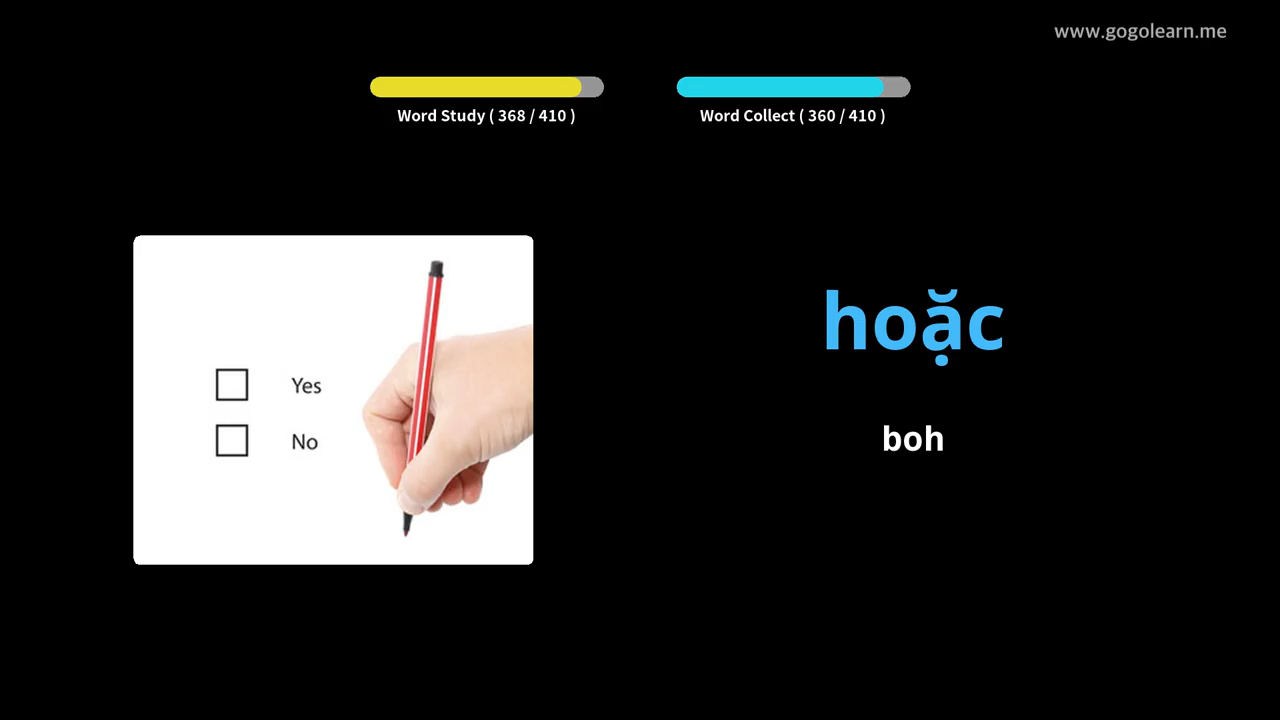 www.gogolearn.me
Word Study ( 368 / 410 )
Word Collect ( 360 / 410 )
Yes
No
hoặc
boh